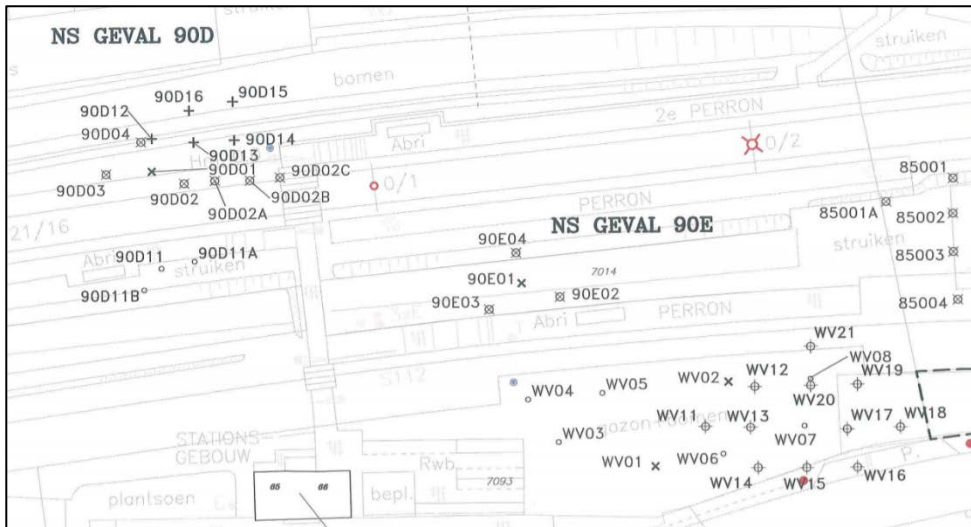 struiken
NS GEVAL 90D
struiken
bomen
90D16
90D15
90D12
2e PERRON
90D04
90D14
Abri
0/2
90D13
90D01
90D02C
90D03
0/1
85001
90D02
90D02B
PERRON
90D02A
85001A
85002
21/16
NS GEVAL 90E
struiken
90D11A
90E04
Abri
90D11
struiken
85003
7014
90E01
90D11B
90E02
90E03
85004
Abri
PERRON
WV21
WV08
S112
WV12
WV19
WV02
WV04
WV05
WV20
WV11
WV13
WV17
WV18
STATIONS-
GEBOUW
WV03
WV07
P.
Rwb.
WV01
WV06
WV14
WV15
WV16
85
86
7093
plantsoen
bepl.